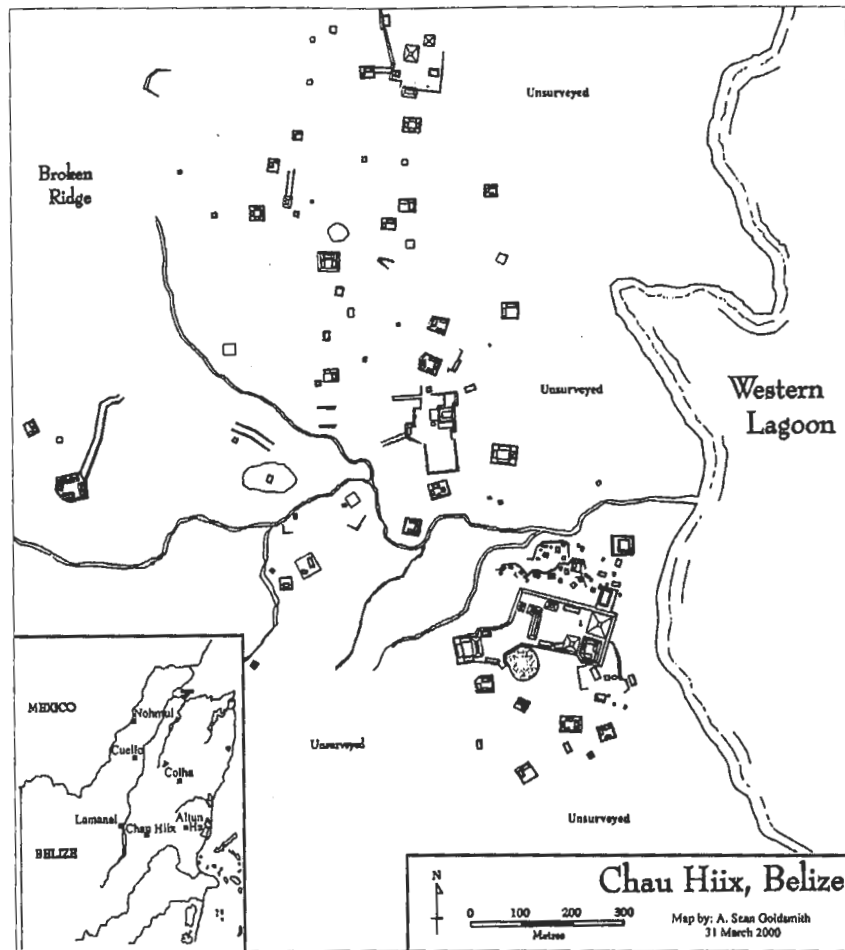 Unsurveyed
Broken
Ridge
Unsurveyed
Western
Lagoon
MEXICO
Nohmul
Cuello
Colha
Lamanai
Chau Hiix
Altun
Ha
BELIZE
Unsurveyed
Unsurveyed
Chau Hiix, Belize
N
0 100 200 300
Metres
Map by: A. Sean Goldsmith
31 March 2000